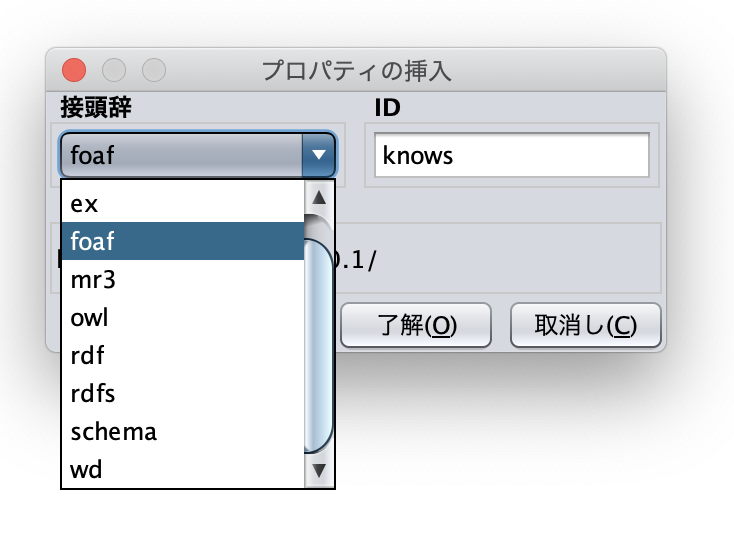 プロパティの挿入
接頭辞
ID
foaf
knows
ex
foaf
mr3
owl
rdf
rdfs
schema
wd
.1/
了解(O)
取消し(C)